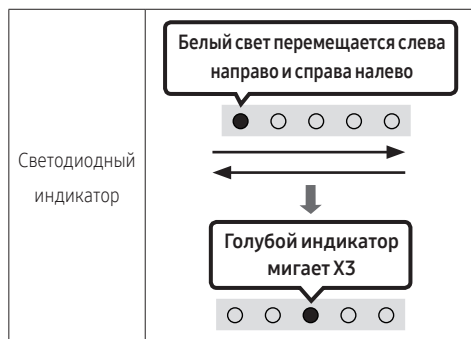 Белый свет перемещается слева
направо и справа налево
Светодиодный
индикатор
Голубой индикатор
мигает X3